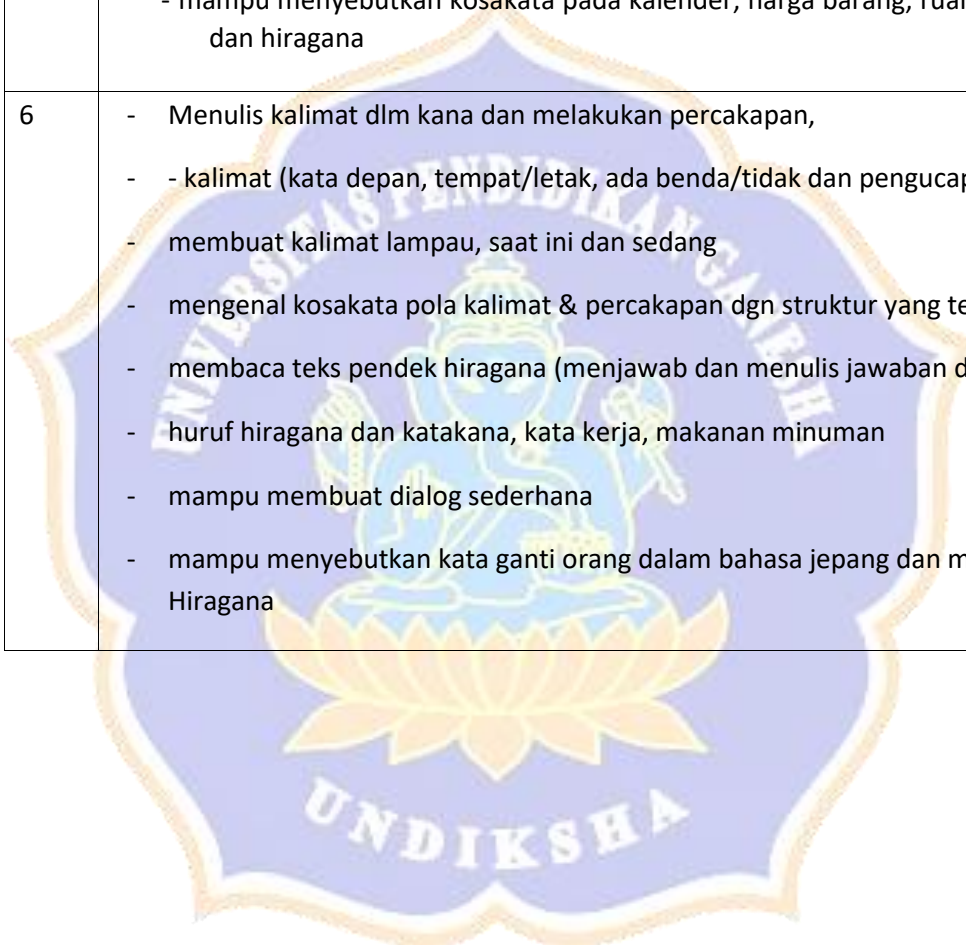 - mampu menyebutkan kosakata pada kalender, harga barang,
dan hiragana
6
- Menulis kalimat dlm kana dan melakukan percakapan,
- - kalimat (kata depan, tempat/letak, ada benda/tidak dan
- membuat kalimat lampau, saat ini dan sedang
- mengenal kosakata pola kalimat & percakapan dgn struktur yang
- membaca teks pendek hiragana (menjawab dan menulis jawaban
- huruf hiragana dan katakana, kata kerja, makanan minuman
- mampu membuat dialog sederhana
- mampu menyebutkan kata ganti orang dalam bahasa jepang dan
Hiragana
UNIVERSITAS PENDIDIKAN GANESHA
UNDIKSHA